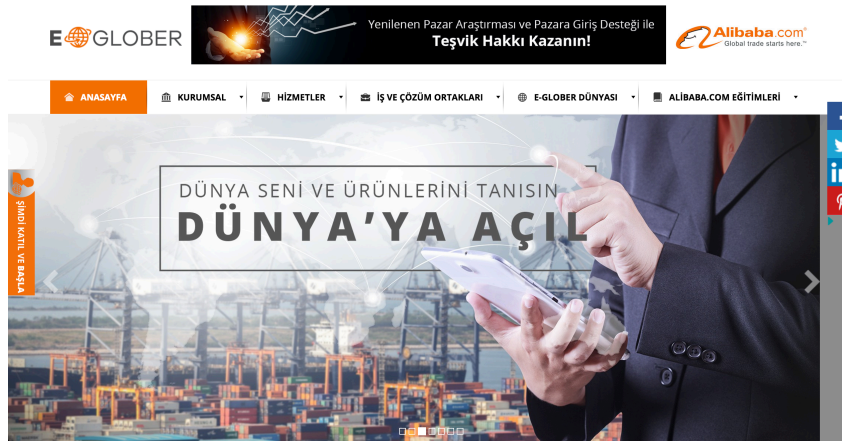 E-GLOBER
Yenilenen Pazar Araştırması ve Pazara Giriş Desteği ile
Teşvik Hakkı Kazanın!
Alibaba.com®
Global trade starts here.™
ANASAYFA
KURUMSAL
HİZMETLER
İŞ VE ÇÖZÜM ORTAKLARI
E-GLOBER DÜNYASI
ALİBABA.COM EĞİTİMLERİ
ŞİMDİ KATIL VE BAŞLA
DÜNYA SENİ VE ÜRÜNLERİNİ TANISIN
DÜNYA'YA AÇIL
in